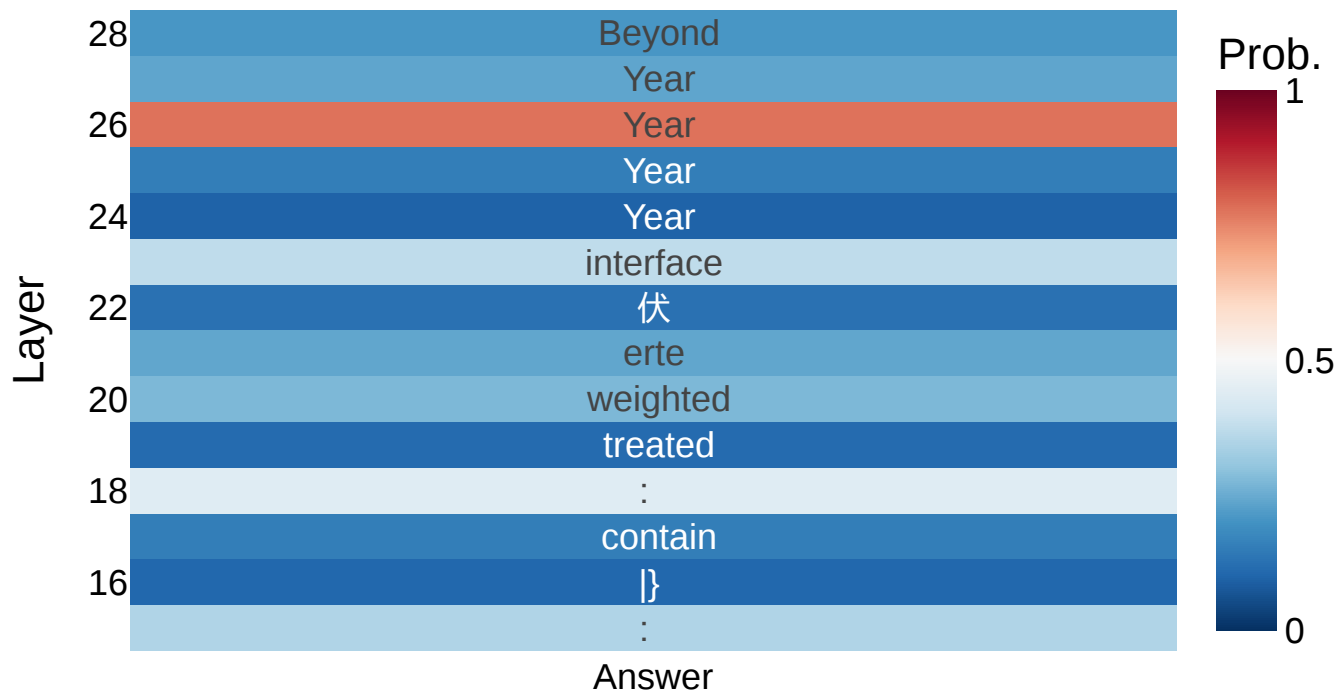 28
Beyond
Prob.
Year
1
26
Year
Year
24
Year
interface
Layer
22
伏
erte
0.5
20
weighted
treated
18
:
contain
16
|}
:
0
Answer